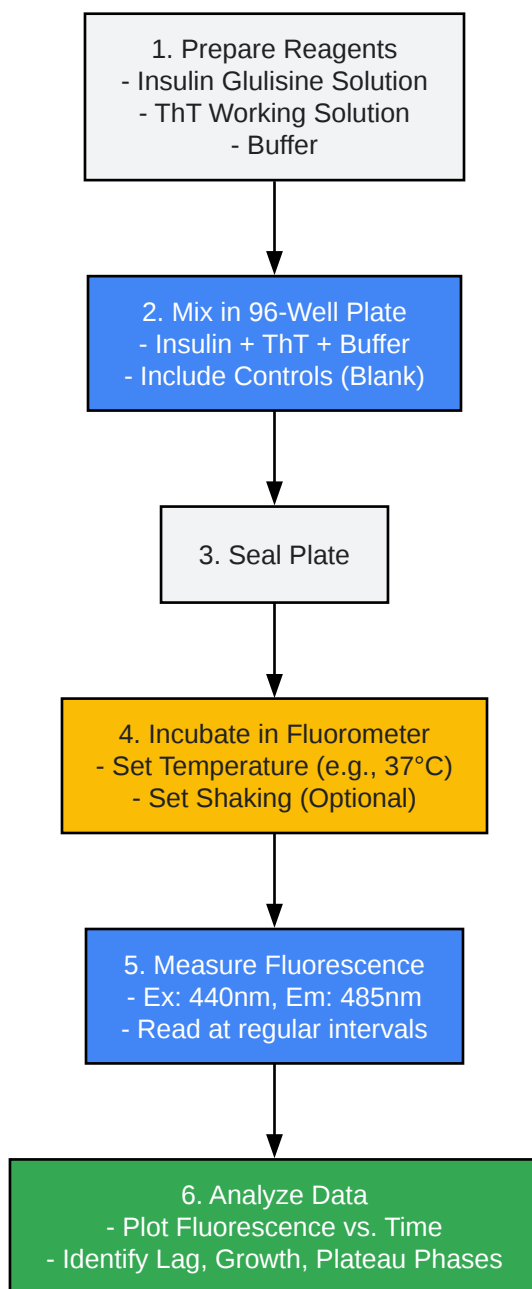 1. Prepare Reagents
- Insulin Glulisine Solution
- ThT Working Solution
- Buffer
2. Mix in 96-Well Plate
- Insulin + ThT + Buffer
- Include Controls (Blank)
3. Seal Plate
4. Incubate in Fluorometer
- Set Temperature (e.g., 37°C)
- Set Shaking (Optional)
5. Measure Fluorescence
- Ex: 440nm, Em: 485nm
- Read at regular intervals
6. Analyze Data
- Plot Fluorescence vs. Time
- Identify Lag, Growth, Plateau Phases